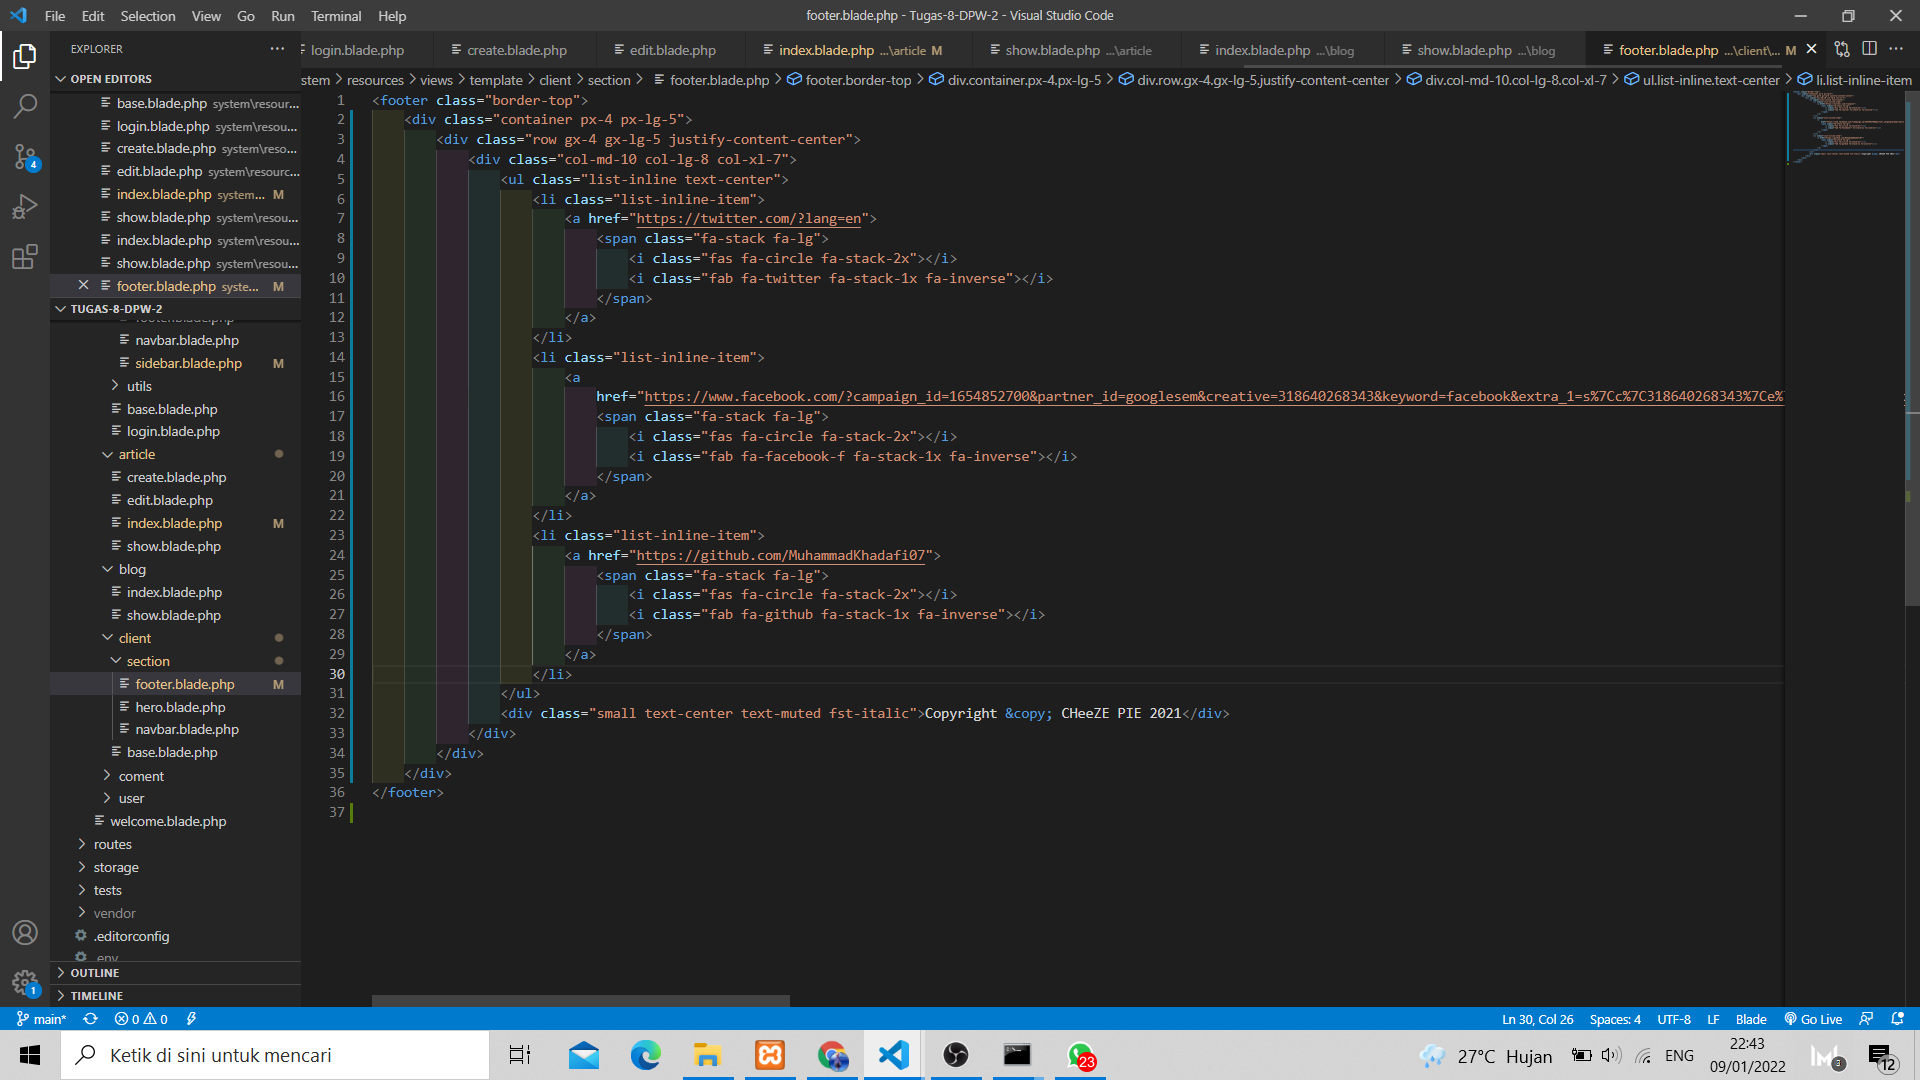 File Edit Selection View Go Run Terminal Help
footer.blade.php - Tugas-8-DPW-2 - Visual Studio Code
EXPLORER
login.blade.php
create.blade.php
edit.blade.php
index.blade.php ...\article M
show.blade.php ...\article
index.blade.php ...\blog
show.blade.php ...\blog
footer.blade.php ...\client\... M
stem > resources > views > template > client > section > footer.blade.php > footer.border-top > div.container.px-4.px-lg-5 > div.row.gx-4.gx-lg-5.justify-content-center > div.col-md-10.col-lg-8.col-xl-7 > ul.list-inline.text-center > li.list-inline-item
OPEN EDITORS
base.blade.php system\resour...
login.blade.php system\resou...
create.blade.php system\reso...
edit.blade.php system\resourc...
index.blade.php system... M
show.blade.php system\resou...
index.blade.php system\resou...
show.blade.php system\resou...
footer.blade.php syste... M
TUGAS-8-DPW-2
footer.blade.php
navbar.blade.php
sidebar.blade.php M
utils
base.blade.php
login.blade.php
article
create.blade.php
edit.blade.php
index.blade.php M
show.blade.php
blog
index.blade.php
show.blade.php
client
section
footer.blade.php M
hero.blade.php
navbar.blade.php
base.blade.php
coment
user
welcome.blade.php
routes
storage
tests
vendor
.editorconfig
.env
OUTLINE
TIMELINE
4
1
1 <footer class="border-top">
2 <div class="container px-4 px-lg-5">
3 <div class="row gx-4 gx-lg-5 justify-content-center">
4 <div class="col-md-10 col-lg-8 col-xl-7">
5 <ul class="list-inline text-center">
6 <li class="list-inline-item">
7 <a href="https://twitter.com/?lang=en">
8 <span class="fa-stack fa-lg">
9 <i class="fas fa-circle fa-stack-2x"></i>
10 <i class="fab fa-twitter fa-stack-1x fa-inverse"></i>
11 </span>
12 </a>
13 </li>
14 <li class="list-inline-item">
15 <a
16 href="https://www.facebook.com/?campaign_id=1654852700&partner_id=googlesem&creative=318640268343&keyword=facebook&extra_1=s%7Cc%7C318640268343%7Ce%7
17 <span class="fa-stack fa-lg">
18 <i class="fas fa-circle fa-stack-2x"></i>
19 <i class="fab fa-facebook-f fa-stack-1x fa-inverse"></i>
20 </span>
21 </a>
22 </li>
23 <li class="list-inline-item">
24 <a href="https://github.com/MuhammadKhadafi07">
25 <span class="fa-stack fa-lg">
26 <i class="fas fa-circle fa-stack-2x"></i>
27 <i class="fab fa-github fa-stack-1x fa-inverse"></i>
28 </span>
29 </a>
30 </li>
31 </ul>
32 <div class="small text-center text-muted fst-italic">Copyright &copy; CHeeZE PIE 2021</div>
33 </div>
34 </div>
35 </div>
36 </footer>
37
main* 0 0
Ln 30, Col 26 Spaces: 4 UTF-8 LF Blade Go Live
Ketik di sini untuk mencari
23
27°C Hujan
ENG
22:43
09/01/2022
3
12